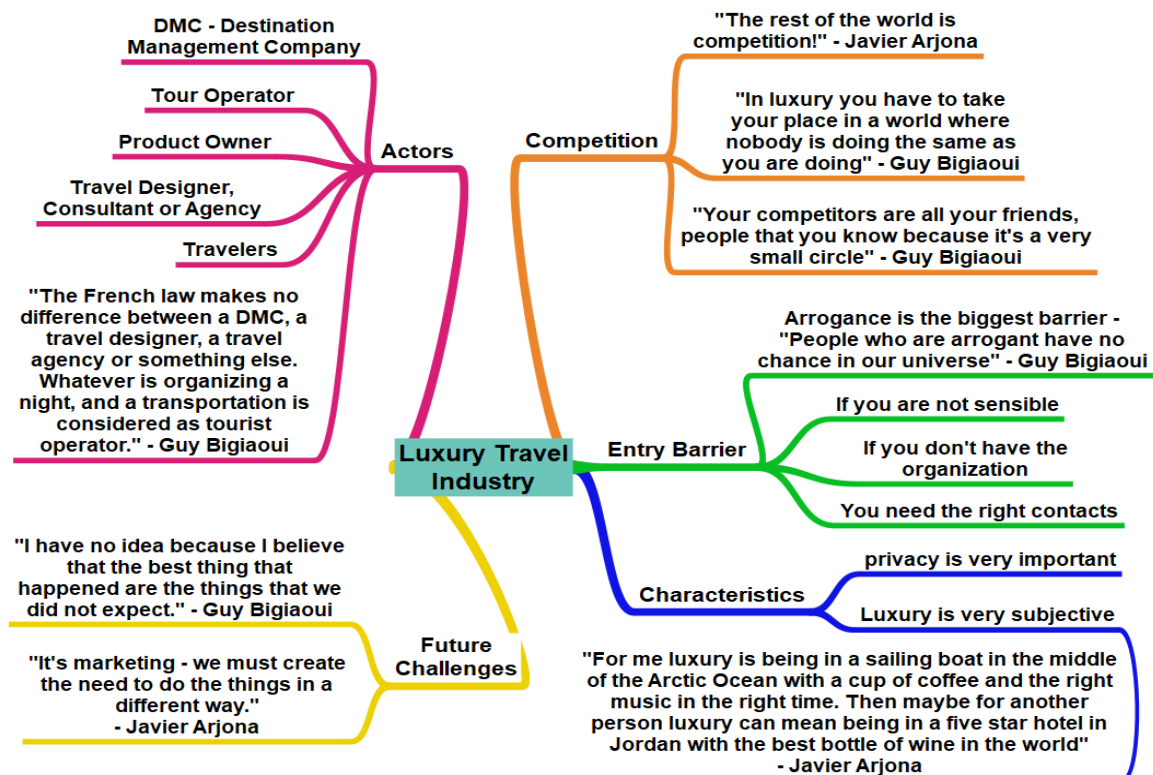 DMC - Destination
Management Company
Tour Operator
Product Owner
Travel Designer,
Consultant or Agency
Travelers
"The French law makes no
difference between a DMC, a
travel designer, a travel
agency or something else.
Whatever is organizing a
night, and a transportation is
considered as tourist
operator." - Guy Bigiaoui
Actors
"The rest of the world is
competition!" - Javier Arjona
"In luxury you have to take
your place in a world where
nobody is doing the same as
you are doing" - Guy Bigiaoui
"Your competitors are all your friends,
people that you know because it's a very
small circle" - Guy Bigiaoui
Competition
Luxury Travel
Industry
Entry Barrier
Arrogance is the biggest barrier -
"People who are arrogant have no
chance in our universe" - Guy Bigiaoui
If you are not sensible
If you don't have the
organization
You need the right contacts
Characteristics
privacy is very important
Luxury is very subjective
"For me luxury is being in a sailing boat in the middle
of the Arctic Ocean with a cup of coffee and the right
music in the right time. Then maybe for another
person luxury can mean being in a five star hotel in
Jordan with the best bottle of wine in the world"
- Javier Arjona
Future
Challenges
"I have no idea because I believe
that the best thing that
happened are the things that we
did not expect." - Guy Bigiaoui
"It's marketing - we must create
the need to do the things in a
different way."
- Javier Arjona